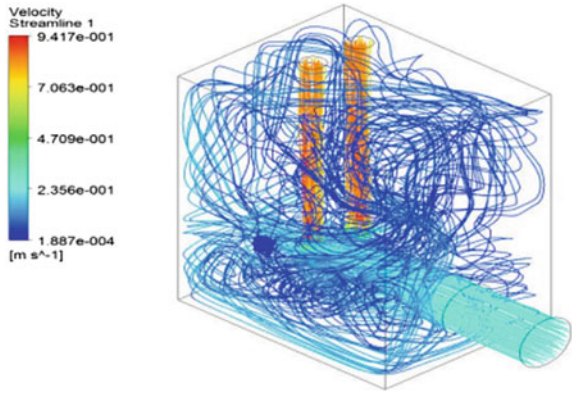 Velocity
Streamline 1
9.417e-001
7.063e-001
4.709e-001
2.356e-001
1.887e-004
[m s^-1]